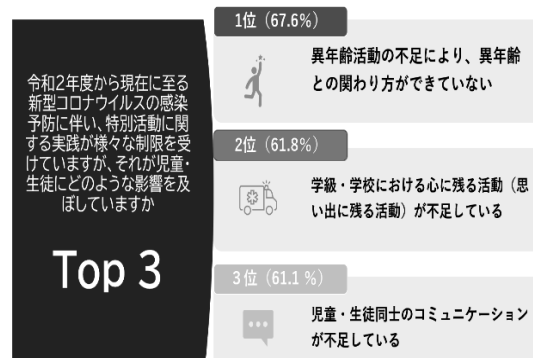 令和2年度から現在に至る
新型コロナウイルスの感染
予防に伴い、特別活動に関
する実践が様々な制限を受
けていますが、それが児童・
生徒にどのような影響を及
ぼしていますか
Top 3
1位（67.6%）
異年齢活動の不足により、異年齢
との関わり方ができていない
2位（61.8%）
学級・学校における心に残る活動（思
い出に残る活動）が不足している
3位（61.1 %）
児童・生徒同士のコミュニケーション
が不足している